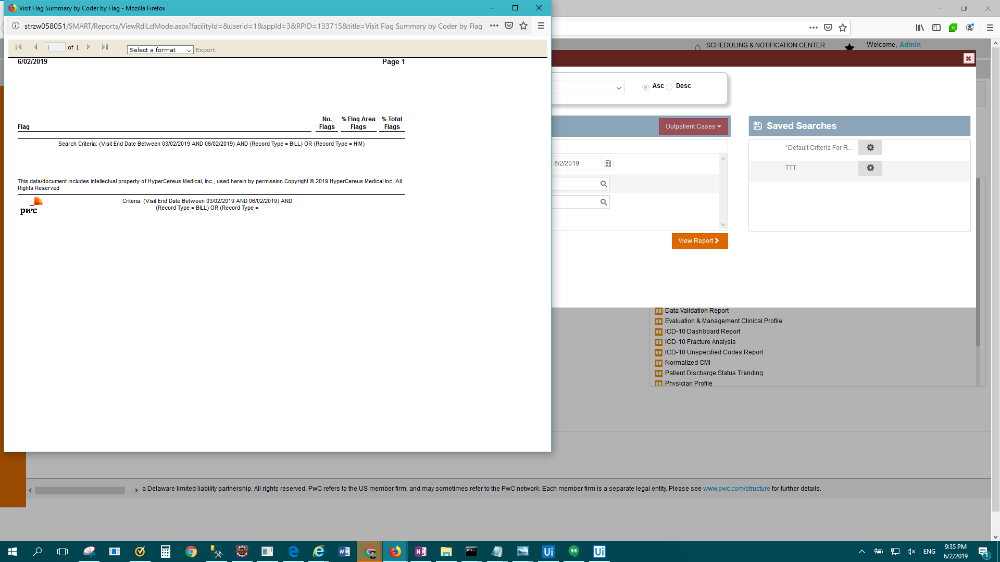 Visit Flag Summary by Coder by Flag - Mozilla Firefox
strzw058051/SMART/Reports/ViewRdlLclMode.aspx?facilityId=&userid=1&appId=3&RPID=133715&title=Visit Flag Summary by Coder by Flag
1 of 1 Select a format Export
6/02/2019 Page 1
No. % Flag Area % Total
Flag Flags Flags Flags
Search Criteria: (Visit End Date Between 03/02/2019 AND 06/02/2019) AND (Record Type = BILL) OR (Record Type = HIM)
This data/document includes intellectual property of HyperCereus Medical, Inc., used herein by permission.Copyright © 2019 HyperCereus Medical Inc. All
Rights Reserved
pwc
Criteria: (Visit End Date Between 03/02/2019 AND 06/02/2019) AND
(Record Type = BILL) OR (Record Type =
SCHEDULING & NOTIFICATION CENTER
Welcome, Admin
Asc Desc
Outpatient Cases
6/2/2019
View Report
Saved Searches
*Default Criteria For R...
TTT
Data Validation Report
Evaluation & Management Clinical Profile
ICD-10 Dashboard Report
ICD-10 Fracture Analysis
ICD-10 Unspecified Codes Report
Normalized CMI
Patient Discharge Status Trending
Physician Profile
a Delaware limited liability partnership. All rights reserved. PwC refers to the US member firm, and may sometimes refer to the PwC network. Each member firm is a separate legal entity. Please see www.pwc.com/structure for further details.
ENG
9:35 PM
6/2/2019
1